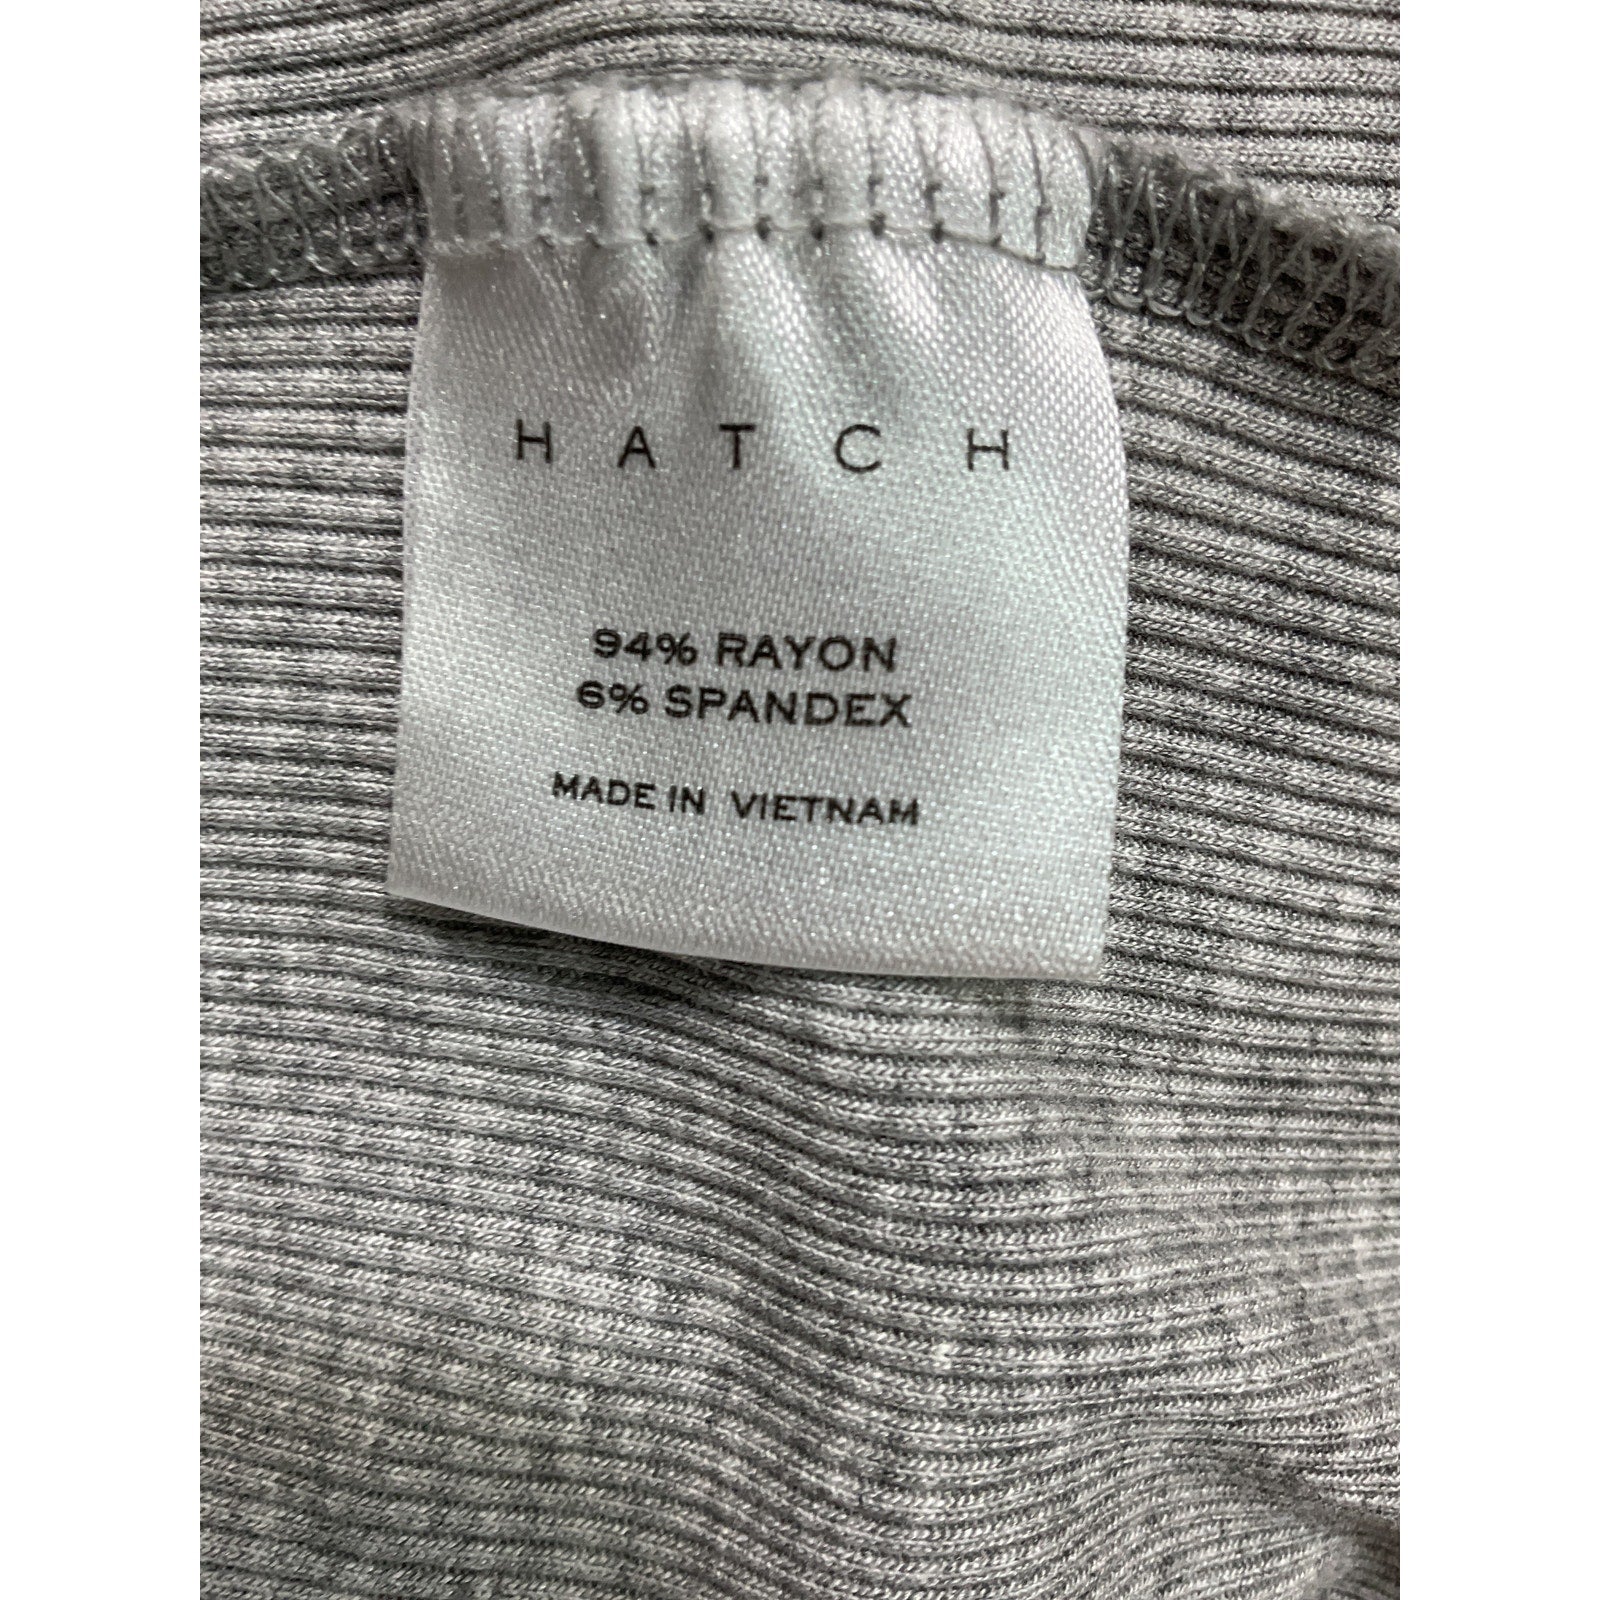 HATCH
94% RAYON
6% SPANDEX
MADE IN VIETNAM